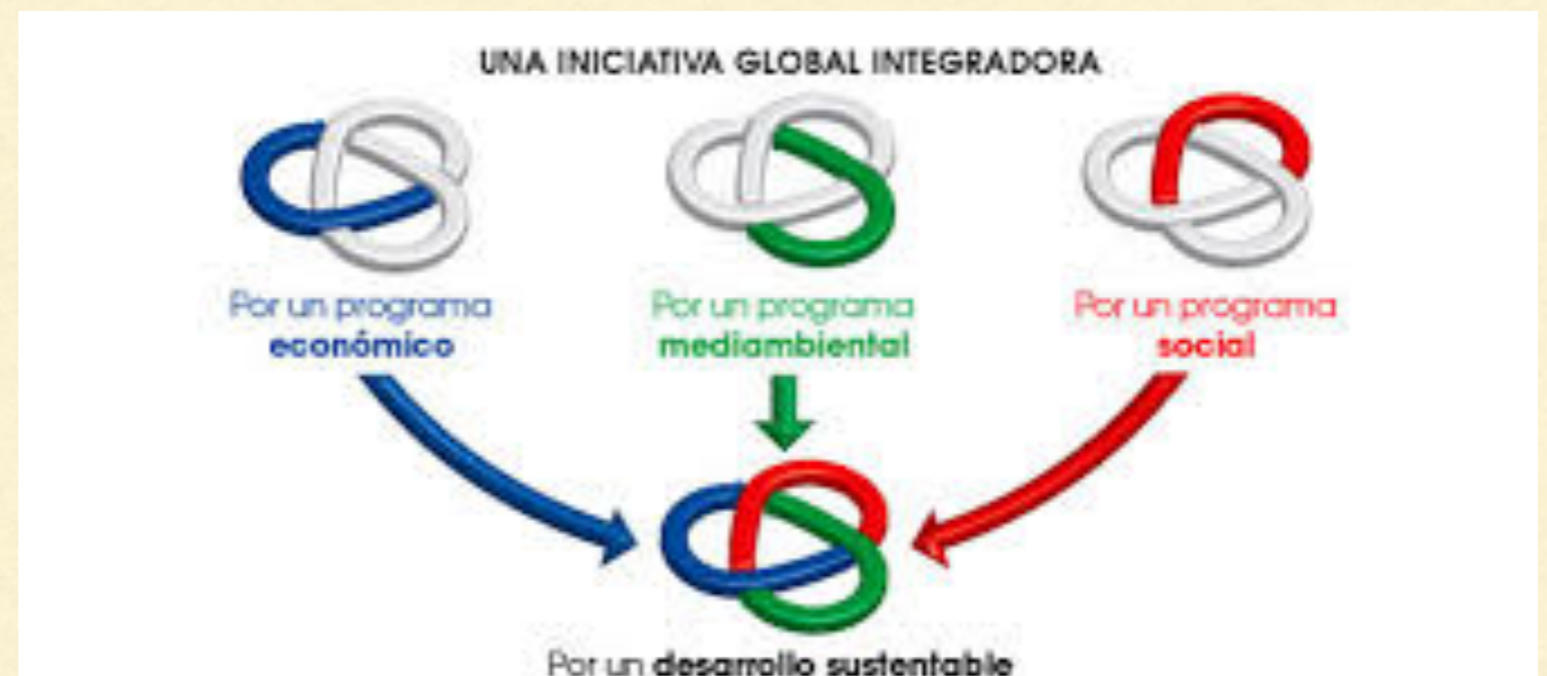 UNA INICIATIVA GLOBAL INTEGRADORA
Por un programa
económico
Por un programa
mediambiental
Por un programa
social
Por un desarrollo sustentable